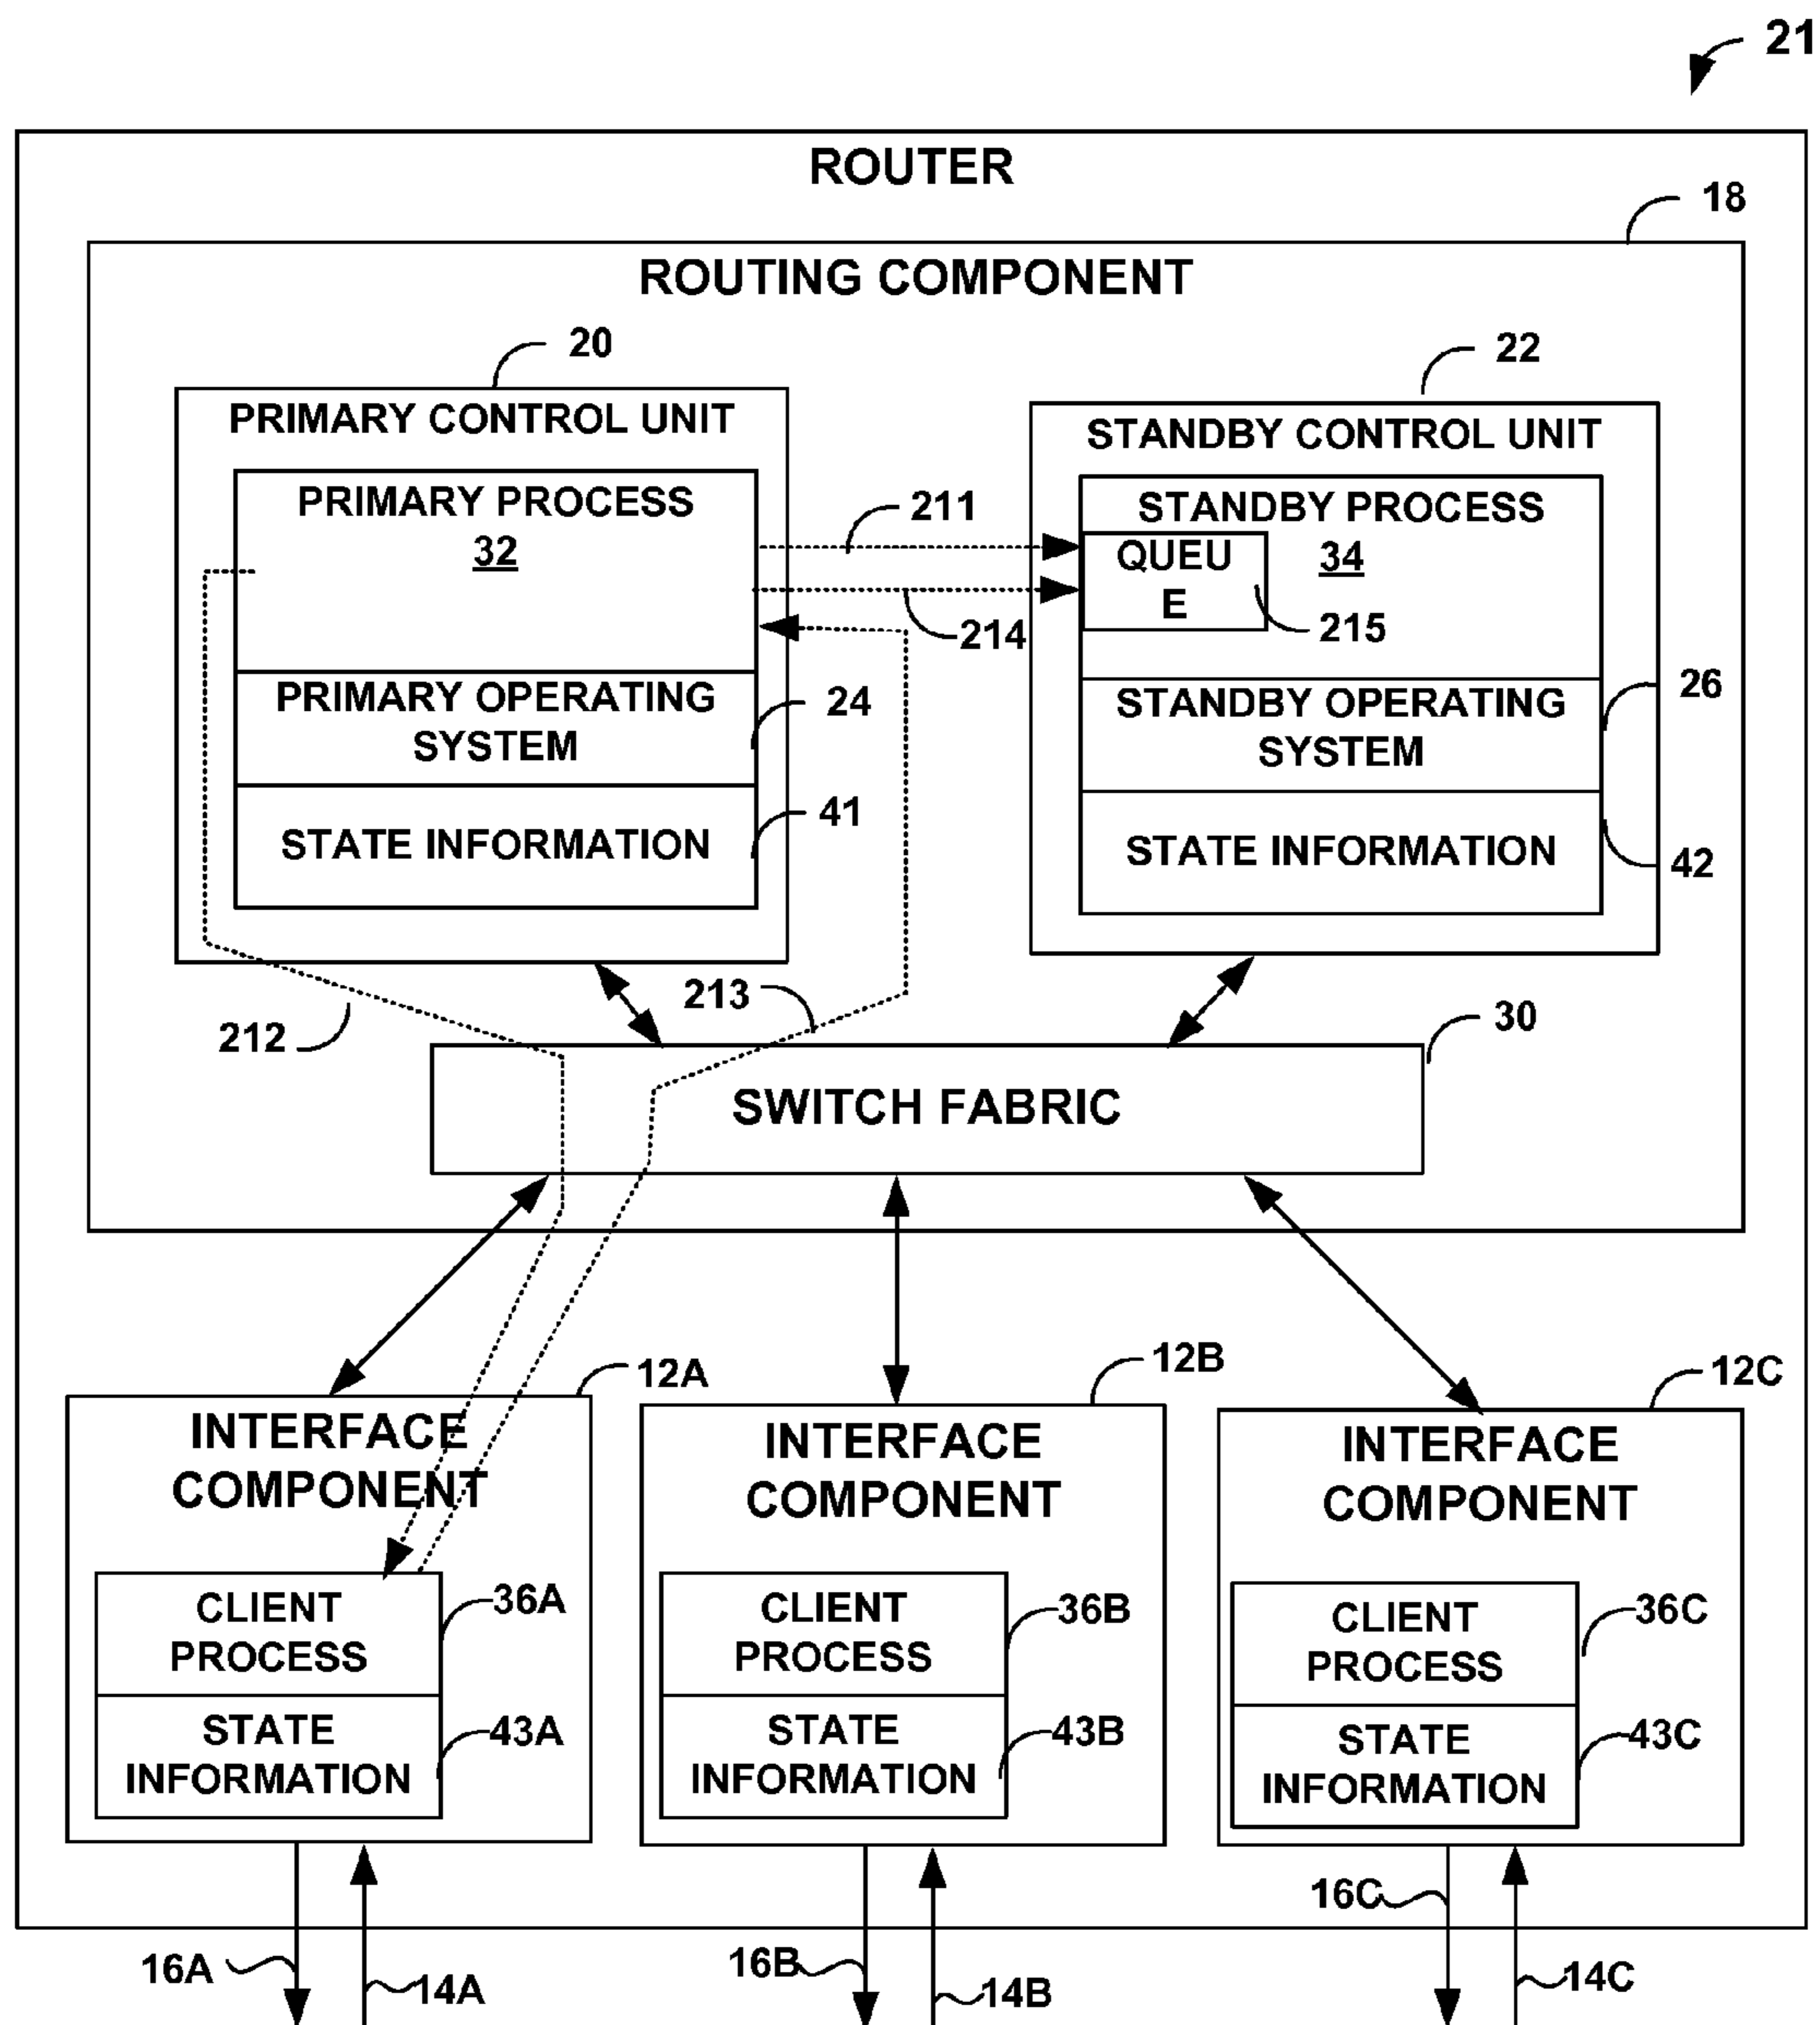 21
ROUTER
18
ROUTING COMPONENT
20
22
PRIMARY CONTROL UNIT
STANDBY CONTROL UNIT
PRIMARY PROCESS
32
211
STANDBY PROCESS
34
QUEU
E
214
215
PRIMARY OPERATING
SYSTEM
24
STANDBY OPERATING
SYSTEM
26
STATE INFORMATION
41
STATE INFORMATION
42
212
213
30
SWITCH FABRIC
12A
12B
12C
INTERFACE
COMPONENT
INTERFACE
COMPONENT
INTERFACE
COMPONENT
CLIENT
PROCESS
36A
CLIENT
PROCESS
36B
CLIENT
PROCESS
36C
STATE
INFORMATION
43A
STATE
INFORMATION
43B
STATE
INFORMATION
43C
16A
14A
16B
14B
16C
14C